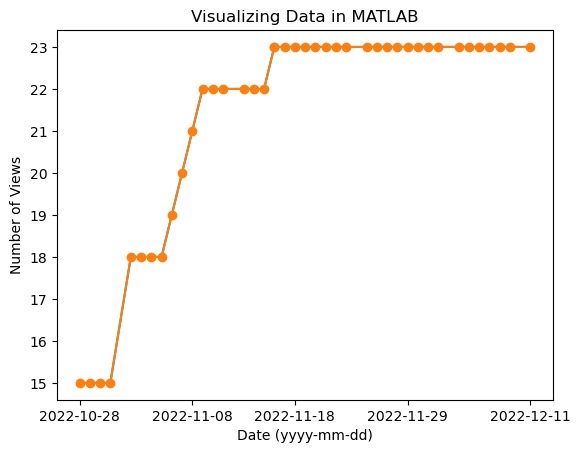 Visualizing Data in MATLAB
Number of Views
23
22
21
20
19
18
17
16
15
2022-10-28 2022-11-08 2022-11-18 2022-11-29 2022-12-11
Date (yyyy-mm-dd)